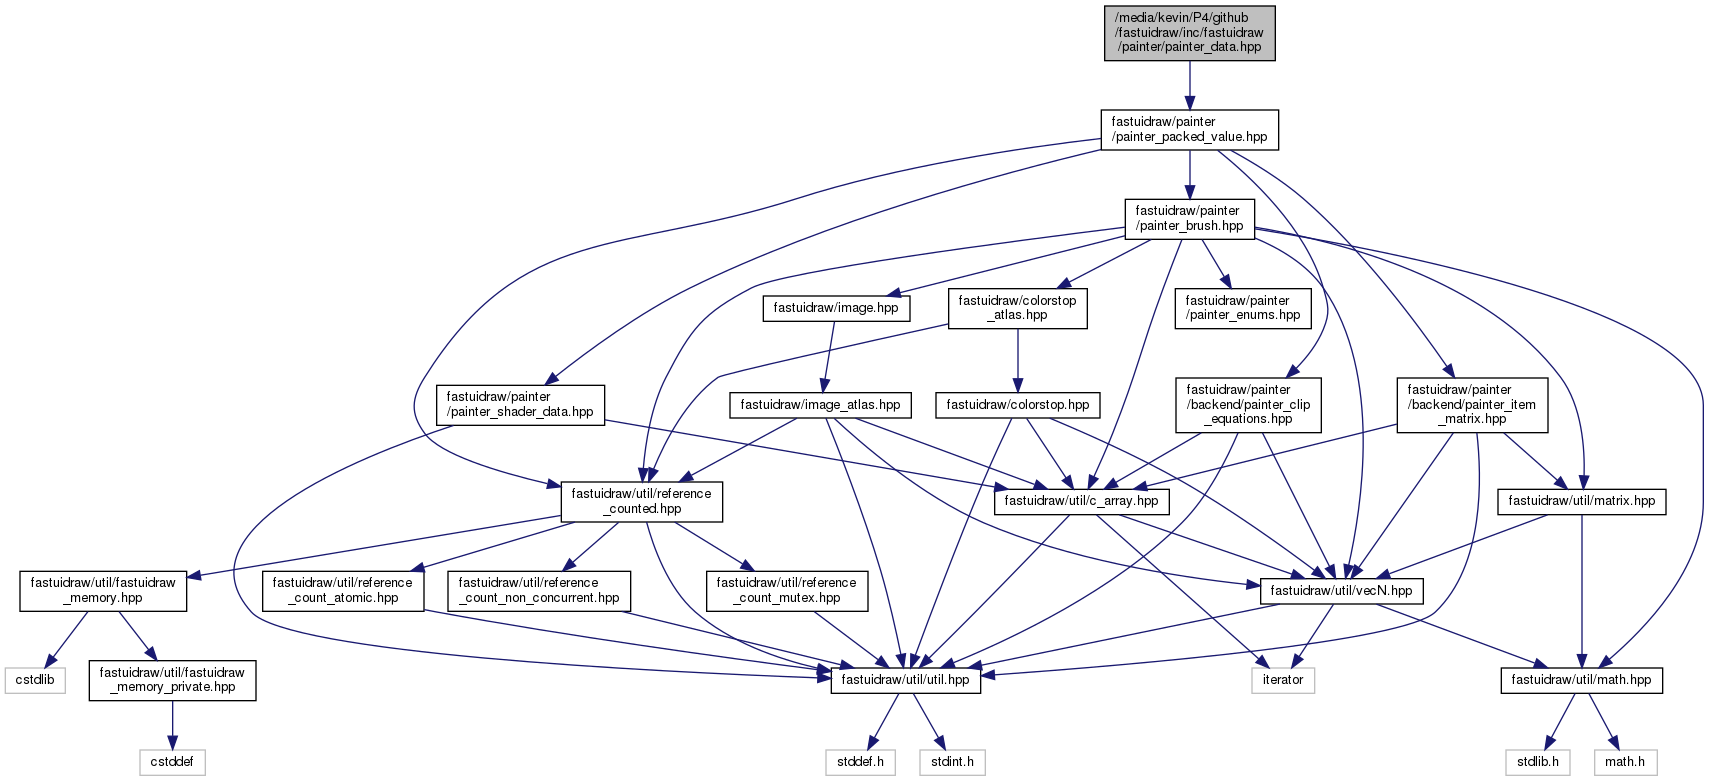 /media/kevin/P4/github
/fastuidraw/inc/fastuidraw
/painter/painter_data.hpp
fastuidraw/painter
/painter_packed_value.hpp
fastuidraw/painter
/painter_brush.hpp
fastuidraw/image.hpp
fastuidraw/colorstop
_atlas.hpp
fastuidraw/painter
/painter_enums.hpp
fastuidraw/painter
/painter_shader_data.hpp
fastuidraw/image_atlas.hpp
fastuidraw/colorstop.hpp
fastuidraw/painter
/backend/painter_clip
_equations.hpp
fastuidraw/painter
/backend/painter_item
_matrix.hpp
fastuidraw/util/reference
_counted.hpp
fastuidraw/util/c_array.hpp
fastuidraw/util/matrix.hpp
fastuidraw/util/fastuidraw
_memory.hpp
fastuidraw/util/reference
_count_atomic.hpp
fastuidraw/util/reference
_count_non_concurrent.hpp
fastuidraw/util/reference
_count_mutex.hpp
fastuidraw/util/vecN.hpp
cstdlib
fastuidraw/util/fastuidraw
_memory_private.hpp
fastuidraw/util/util.hpp
iterator
fastuidraw/util/math.hpp
cstddef
stddef.h
stdint.h
stdlib.h
math.h